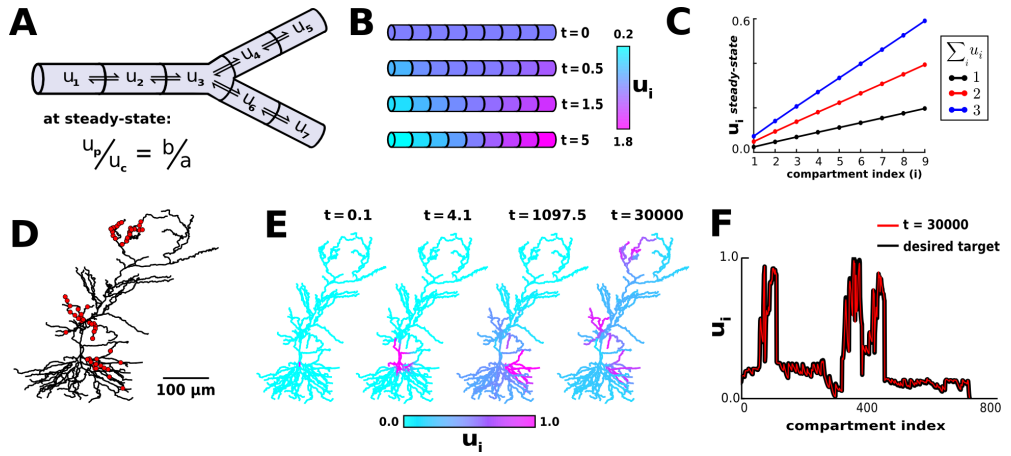 A
u1 ⇌ u2 ⇌ u3 ⇌ u4 ⇌ u5
u6 ⇌ u7
at steady-state:
up/uc = b/a
B
t = 0
t = 0.5
t = 1.5
t = 5
0.2
ui
1.8
C
0.6
0.0
ui steady-state
1 2 3 4 5 6 7 8 9
compartment index (i)
∑i ui
1
2
3
D
100 μm
E
t = 0.1 t = 4.1 t = 1097.5 t = 30000
0.0 1.0
ui
F
t = 30000
desired target
1.0
ui
0.0
0 400 800
compartment index